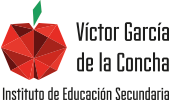 Víctor García
de la Concha
Instituto de Educación Secundaria